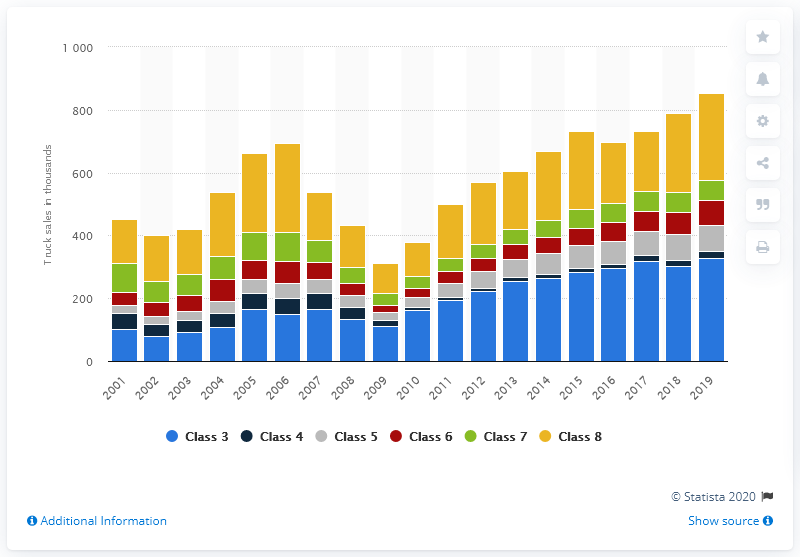 1 000
800
600
400
200
0
Truck sales in thousands
2001 2002 2003 2004 2005 2006 2007 2008 2009 2010 2011 2012 2013 2014 2015 2016 2017 2018 2019
Class 3 Class 4 Class 5 Class 6 Class 7 Class 8
© Statista 2020
Additional Information Show source